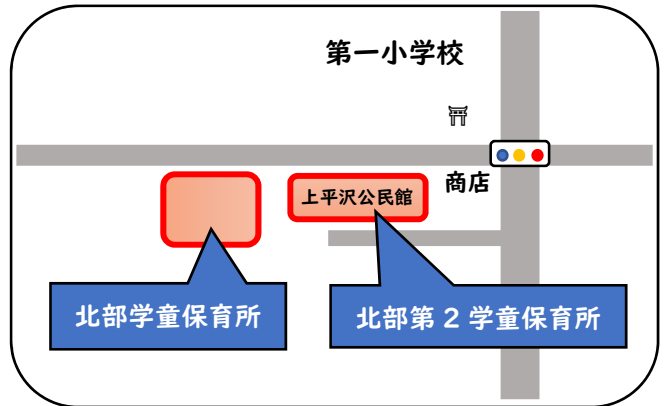 第一小学校
商店
上平沢公民館
北部学童保育所
北部第２学童保育所